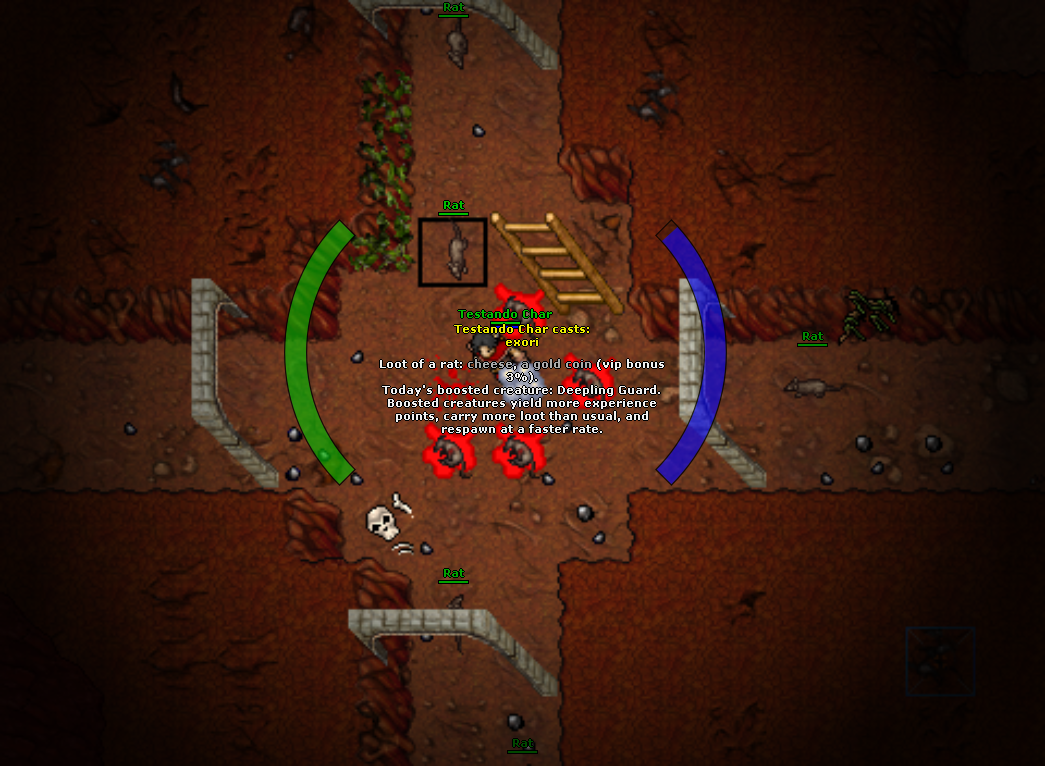 Rat
Rat
Testando Char
Testando Char casts:
exori
Rat
Loot of a rat: cheese, a gold coin (vip bonus
3%).
Today's boosted creature: Deepling Guard.
Boosted creatures yield more experience
points, carry more loot than usual, and
respawn at a faster rate.
Rat
Rat